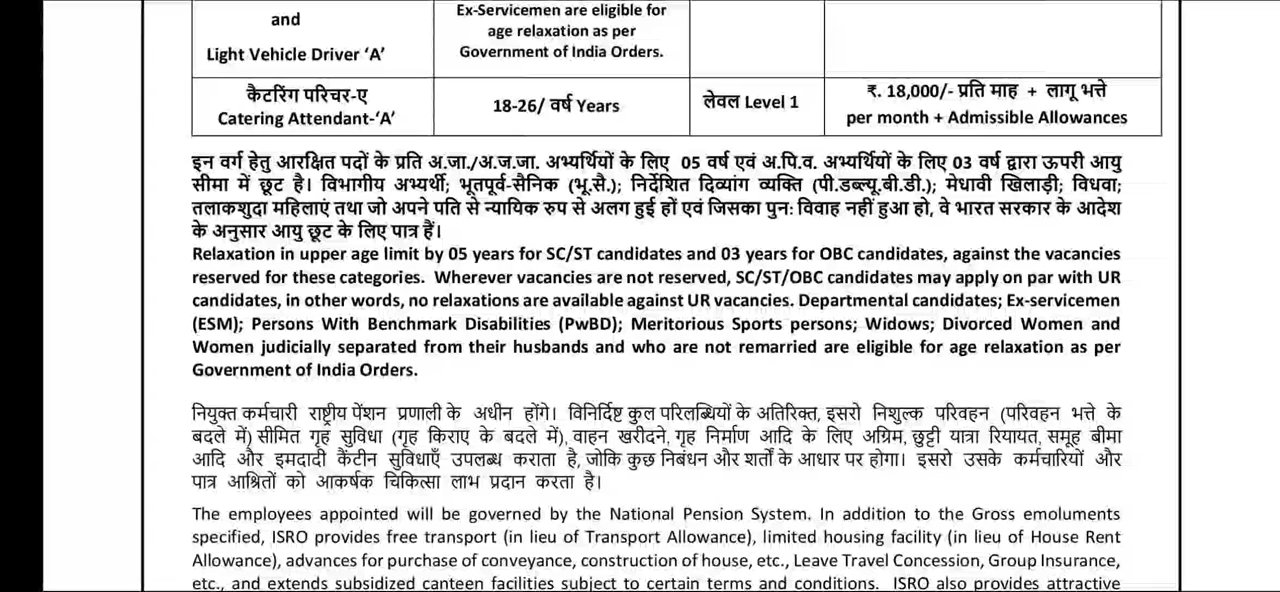 and
Light Vehicle Driver ‘A’
Ex-Servicemen are eligible for
age relaxation as per
Government of India Orders.
कैटरिंग परिचर-ए
Catering Attendant-‘A’
18-26/ वर्ष Years
लेवल Level 1
₹. 18,000/- प्रति माह + लागू भत्ते
per month + Admissible Allowances
इन वर्ग हेतु आरक्षित पदों के प्रति अ.जा./अ.ज.जा. अभ्यर्थियों के लिए 05 वर्ष एवं अ.पि.व. अभ्यर्थियों के लिए 03 वर्ष द्वारा ऊपरी आयु
सीमा में छूट है। विभागीय अभ्यर्थी; भूतपूर्व-सैनिक (भू.सै.); निर्देशित दिव्यांग व्यक्ति (पी.डब्ल्यू.बी.डी.); मेधावी खिलाड़ी; विधवा;
तलाकशुदा महिलाएं तथा जो अपने पति से न्यायिक रुप से अलग हुई हों एवं जिसका पुन: विवाह नहीं हुआ हो, वे भारत सरकार के आदेश
के अनुसार आयु छूट के लिए पात्र हैं।
Relaxation in upper age limit by 05 years for SC/ST candidates and 03 years for OBC candidates, against the vacancies
reserved for these categories. Wherever vacancies are not reserved, SC/ST/OBC candidates may apply on par with UR
candidates, in other words, no relaxations are available against UR vacancies. Departmental candidates; Ex-servicemen
(ESM); Persons With Benchmark Disabilities (PwBD); Meritorious Sports persons; Widows; Divorced Women and
Women judicially separated from their husbands and who are not remarried are eligible for age relaxation as per
Government of India Orders.
नियुक्त कर्मचारी राष्ट्रीय पेंशन प्रणाली के अधीन होंगे। विनिर्दिष्ट कुल परिलब्धियों के अतिरिक्त, इसरो निशुल्क परिवहन (परिवहन भत्ते के
बदले में) सीमित गृह सुविधा (गृह किराए के बदले में), वाहन खरीदने, गृह निर्माण आदि के लिए अग्रिम, छुट्टी यात्रा रियायत, समूह बीमा
आदि और इमदादी कैंटीन सुविधाएँ उपलब्ध कराता है, जोकि कुछ निबंधन और शर्तों के आधार पर होगा। इसरो उसके कर्मचारियों और
पात्र आश्रितों को आकर्षक चिकित्सा लाभ प्रदान करता है।
The employees appointed will be governed by the National Pension System. In addition to the Gross emoluments
specified, ISRO provides free transport (in lieu of Transport Allowance), limited housing facility (in lieu of House Rent
Allowance), advances for purchase of conveyance, construction of house, etc., Leave Travel Concession, Group Insurance,
etc., and extends subsidized canteen facilities subject to certain terms and conditions. ISRO also provides attractive